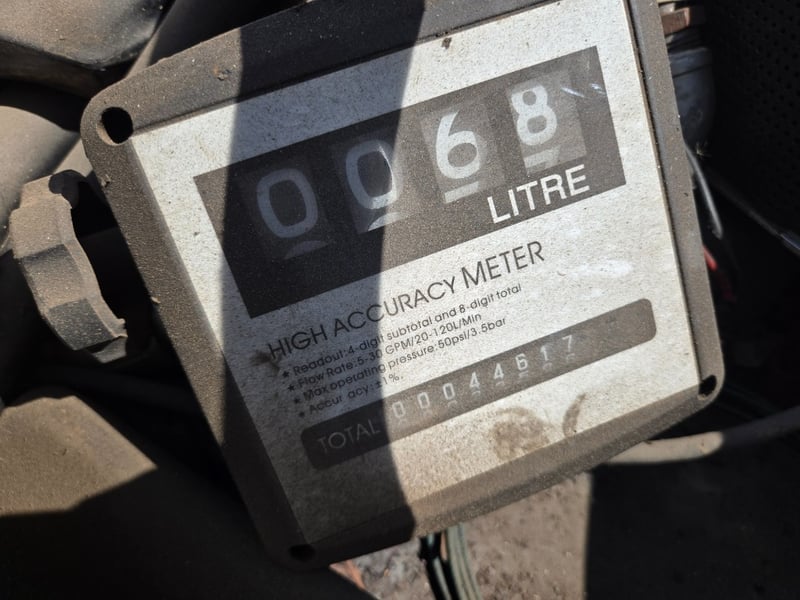 0068
LITRE
HIGH ACCURACY METER
★ Readout:4-digit subtotal and 8-digit total
★ Flow Rate:5-30 GPM/20-120L/Min
★ Max operating pressure:50psi/3.5bar
★ Accuracy:±1%.
TOTAL 00044617